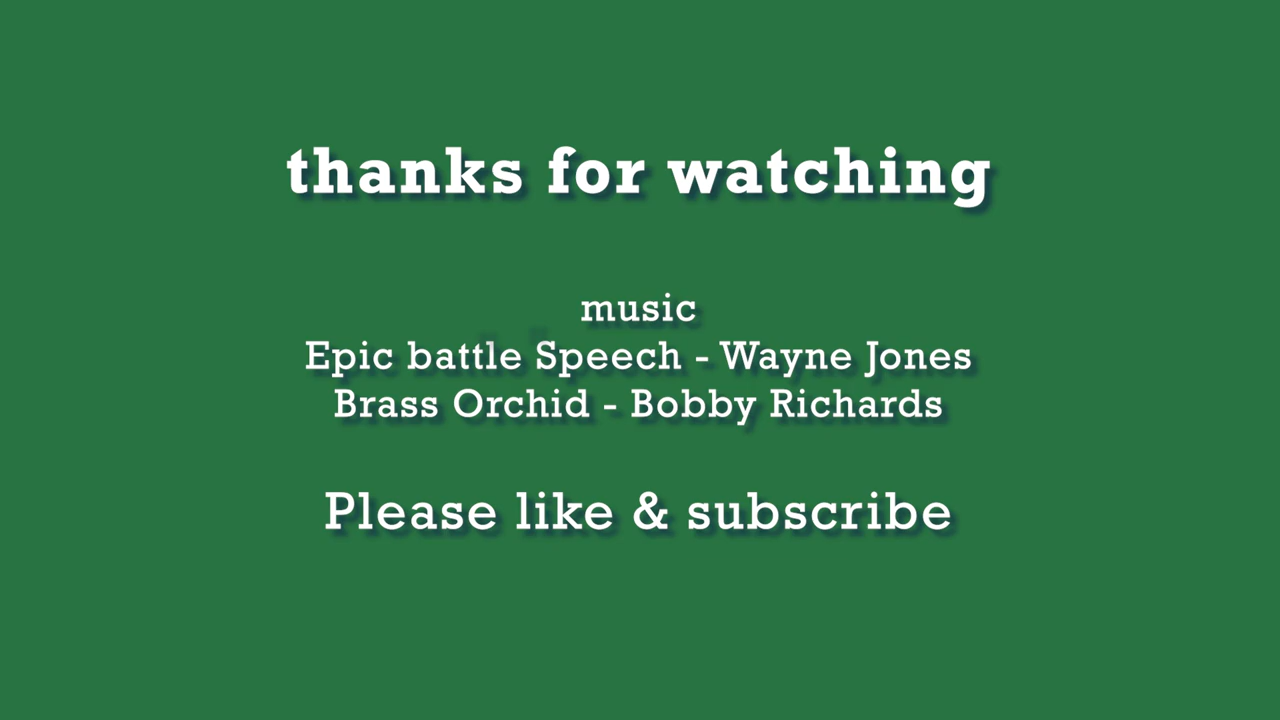 thanks for watching
music
Epic battle Speech - Wayne Jones
Brass Orchid - Bobby Richards
Please like & subscribe